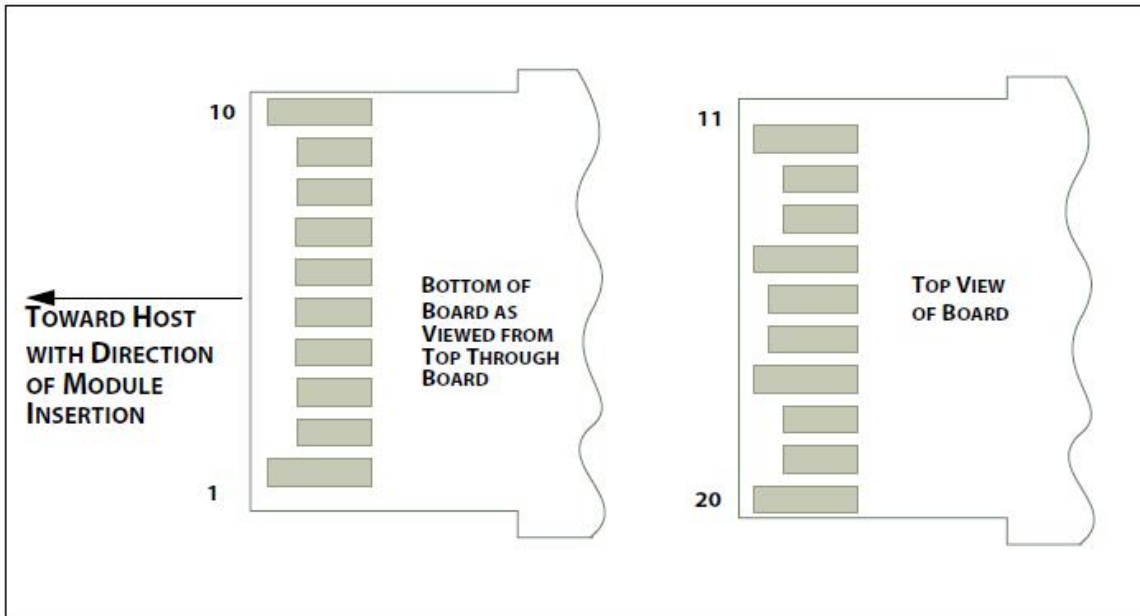 10
1
TOWARD HOST
WITH DIRECTION
OF MODULE
INSERTION
BOTTOM OF
BOARD AS
VIEWED FROM
TOP THROUGH
BOARD
11
20
TOP VIEW
OF BOARD